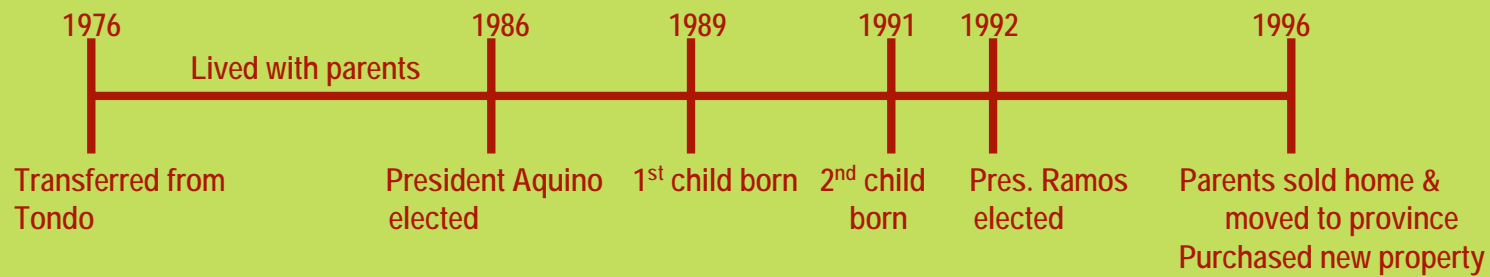 1976 1986 1989 1991 1992 1996
Lived with parents
Transferred from
Tondo
President Aquino
elected
1st child born
2nd child
born
Pres. Ramos
elected
Parents sold home &
moved to province
Purchased new property